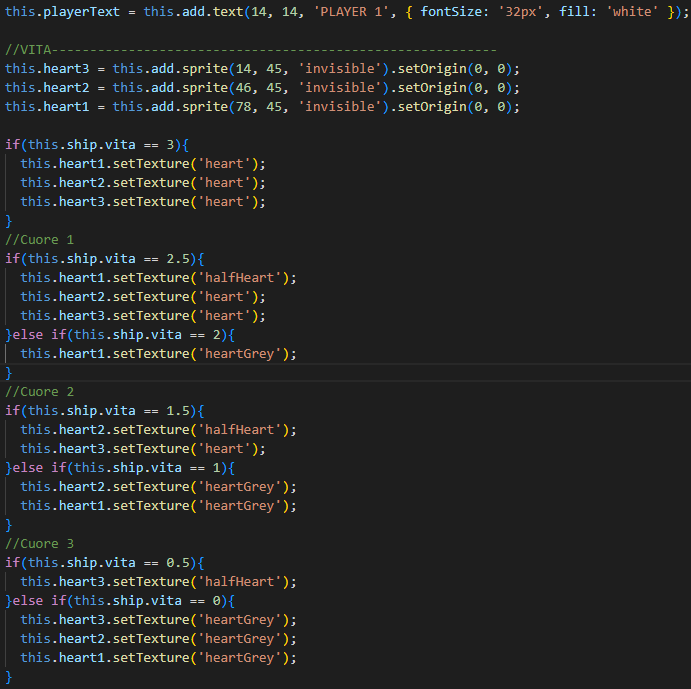 this.playerText = this.add.text(14, 14, 'PLAYER 1', { fontSize: '32px', fill: 'white' });
//VITA----------------------------------------------------------
this.heart3 = this.add.sprite(14, 45, 'invisible').setOrigin(0, 0);
this.heart2 = this.add.sprite(46, 45, 'invisible').setOrigin(0, 0);
this.heart1 = this.add.sprite(78, 45, 'invisible').setOrigin(0, 0);
if(this.ship.vita == 3){
this.heart1.setTexture('heart');
this.heart2.setTexture('heart');
this.heart3.setTexture('heart');
}
//Cuore 1
if(this.ship.vita == 2.5){
this.heart1.setTexture('halfHeart');
this.heart2.setTexture('heart');
this.heart3.setTexture('heart');
}else if(this.ship.vita == 2){
this.heart1.setTexture('heartGrey');
}
//Cuore 2
if(this.ship.vita == 1.5){
this.heart2.setTexture('halfHeart');
this.heart3.setTexture('heart');
}else if(this.ship.vita == 1){
this.heart2.setTexture('heartGrey');
this.heart1.setTexture('heartGrey');
}
//Cuore 3
if(this.ship.vita == 0.5){
this.heart3.setTexture('halfHeart');
}else if(this.ship.vita == 0){
this.heart3.setTexture('heartGrey');
this.heart2.setTexture('heartGrey');
this.heart1.setTexture('heartGrey');
}